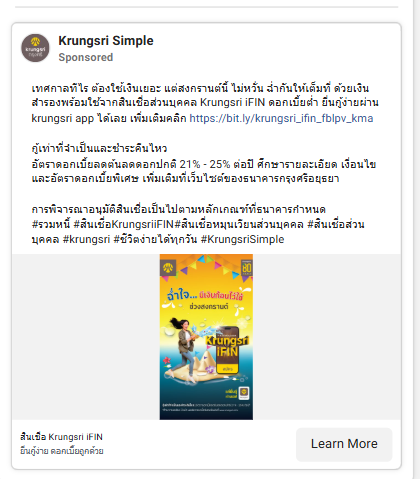 Krungsri Simple
Sponsored
เทศกาลทีไร ต้องใช้เงินเยอะ แต่สงกรานต์นี้ ไม่หวั่น ฉ่ำกันให้เต็มที่ ด้วยเงิน
สำรองพร้อมใช้จากสินเชื่อส่วนบุคคล Krungsri iFIN ดอกเบี้ยต่ำ ยื่นกู้ง่ายผ่าน
krungsri app ได้เลย เพิ่มเติมคลิก https://bit.ly/krungsri_ifin_fblpv_kma
กู้เท่าที่จำเป็นและชำระคืนไหว
อัตราดอกเบี้ยลดต้นลดดอกปกติ 21% - 25% ต่อปี ศึกษารายละเอียด เงื่อนไข
และอัตราดอกเบี้ยพิเศษ เพิ่มเติมที่เว็บไซต์ของธนาคารกรุงศรีอยุธยา
การพิจารณาอนุมัติสินเชื่อเป็นไปตามหลักเกณฑ์ที่ธนาคารกำหนด
#รวมหนี้ #สินเชื่อKrungsriiFIN#สินเชื่อหมุนเวียนส่วนบุคคล #สินเชื่อส่วน
บุคคล #krungsri #ชีวิตง่ายได้ทุกวัน #KrungsriSimple
80
ฉ่ำใจ... มีเงินก้อนไว้ใช้
ช่วงสงกรานต์
Krungsri
iFIN
สินเชื่อ Krungsri iFIN
ยื่นกู้ง่าย ดอกเบี้ยถูกด้วย
Learn More